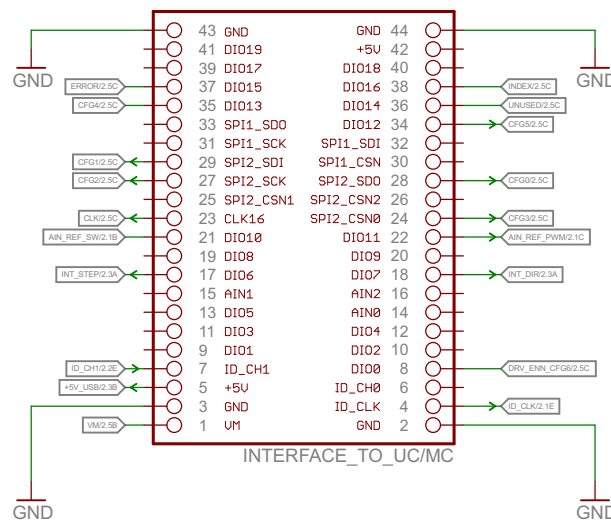 43 GND GND 44
GND 41 DIO19 +5V 42 GND
39 DIO17 DIO18 40
ERROR/2.5C 37 DIO15 DIO16 38 INDEX/2.5C
CFG4/2.5C 35 DIO13 DIO14 36 UNUSED/2.5C
33 SPI1_SDO DIO12 34 CFG5/2.5C
31 SPI1_SCK SPI1_SDI 32
CFG1/2.5C 29 SPI2_SDI SPI1_CSN 30
CFG2/2.5C 27 SPI2_SCK SPI2_SDO 28 CFG0/2.5C
25 SPI2_CSN1 SPI2_CSN2 26
CLK/2.5C 23 CLK16 SPI2_CSN0 24 CFG3/2.5C
AIN_REF_SW/2.1B 21 DIO10 DIO11 22 AIN_REF_PWM/2.1C
19 DIO8 DIO9 20
INT_STEP/2.3A 17 DIO6 DIO7 18 INT_DIR/2.3A
15 AIN1 AIN2 16
13 DIO5 AIN0 14
11 DIO3 DIO4 12
9 DIO1 DIO2 10
ID_CH1/2.2E 7 ID_CH1 DIO0 8 DRV_ENN_CFG6/2.5C
+5V_USB/2.3B 5 +5V ID_CH0 6
3 GND ID_CLK 4 ID_CLK/2.1E
VM/2.5B 1 VM GND 2
INTERFACE_TO_UC/MC
GND GND